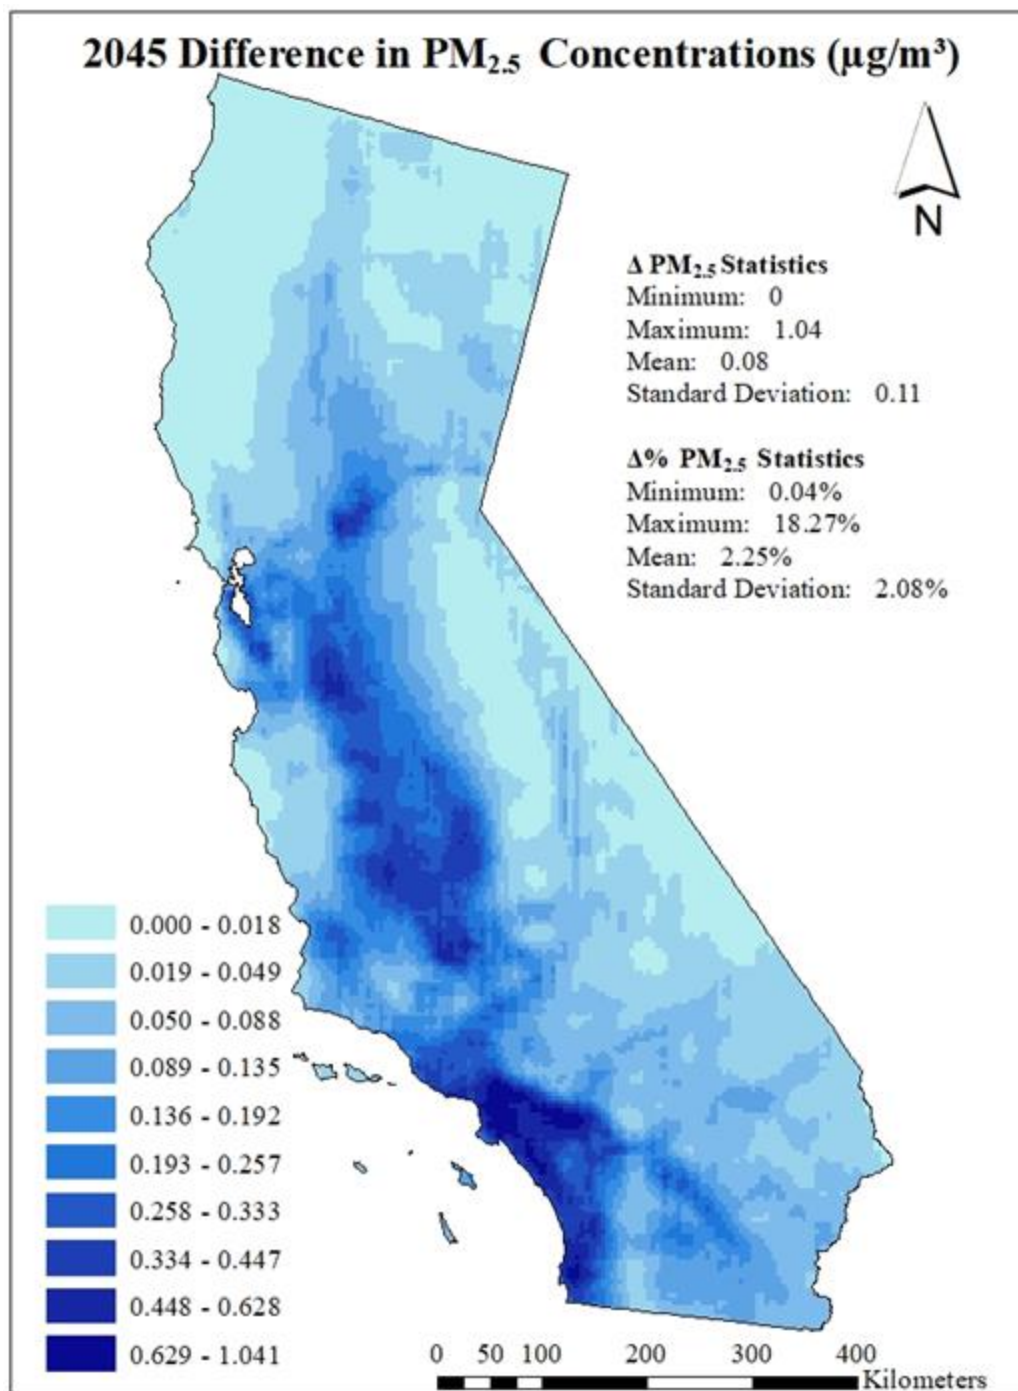 2045 Difference in PM₂.₅ Concentrations (µg/m³)
N
Δ PM₂.₅ Statistics
Minimum: 0
Maximum: 1.04
Mean: 0.08
Standard Deviation: 0.11
Δ% PM₂.₅ Statistics
Minimum: 0.04%
Maximum: 18.27%
Mean: 2.25%
Standard Deviation: 2.08%
0.000 - 0.018
0.019 - 0.049
0.050 - 0.088
0.089 - 0.135
0.136 - 0.192
0.193 - 0.257
0.258 - 0.333
0.334 - 0.447
0.448 - 0.628
0.629 - 1.041
0 50 100 200 300 400
Kilometers